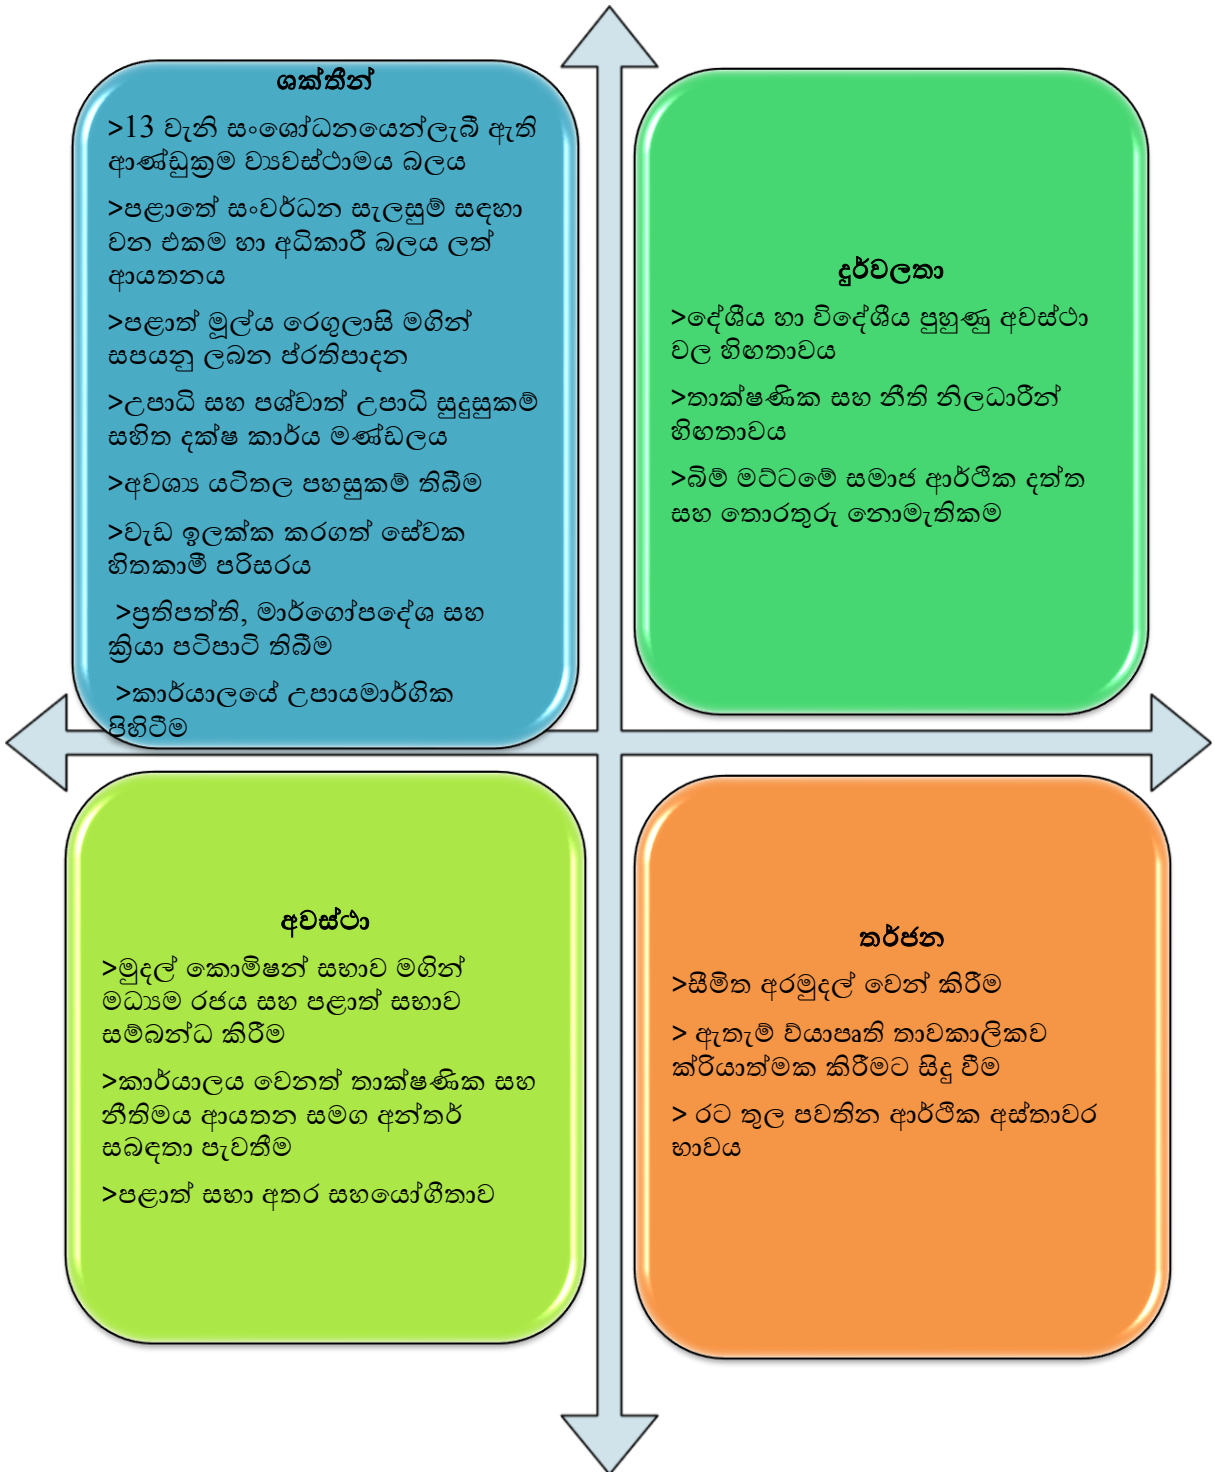 ශක්තීන්
>13 වැනි සංශෝධනයෙන්ලැබී ඇති
ආණ්ඩුක්‍රම ව්‍යවස්ථාමය බලය
>පළාතේ සංවර්ධන සැලසුම් සඳහා
වන එකම හා අධිකාරී බලය ලත්
ආයතනය
>පළාත් මූල්‍ය රෙගුලාසි මගින්
සපයනු ලබන ප්රතිපාදන
>උපාධි සහ පශ්චාත් උපාධි සුදුසුකම්
සහිත දක්ෂ කාර්ය මණ්ඩලය
>අවශ්‍ය යටිතල පහසුකම් තිබීම
>වැඩ ඉලක්ක කරගත් සේවක
හිතකාමී පරිසරය
>ප්‍රතිපත්ති, මාර්ගෝපදේශ සහ
ක්‍රියා පටිපාටි තිබීම
>කාර්යාලයේ උපායමාර්ගික
පිහිටීම
දුර්වලතා
>දේශීය හා විදේශීය පුහුණු අවස්ථා
වල හිඟතාවය
>තාක්ෂණික සහ නීති නිලධාරීන්
හිඟතාවය
>බිම් මට්ටමේ සමාජ ආර්ථික දත්ත
සහ තොරතුරු නොමැතිකම
අවස්ථා
>මුදල් කොමිෂන් සභාව මගින්
මධ්‍යම රජය සහ පළාත් සභාව
සම්බන්ධ කිරීම
>කාර්යාලය වෙනත් තාක්ෂණික සහ
නීතිමය ආයතන සමග අන්තර්
සබඳතා පැවතීම
>පළාත් සභා අතර සහයෝගීතාව
තර්ජන
>සීමිත අරමුදල් වෙන් කිරීම
> ඇතැම් ව්යාපෘති තාවකාලිකව
ක්රියාත්මක කිරීමට සිදු වීම
> රට තුල පවතින ආර්ථික අස්තාවර
භාවය